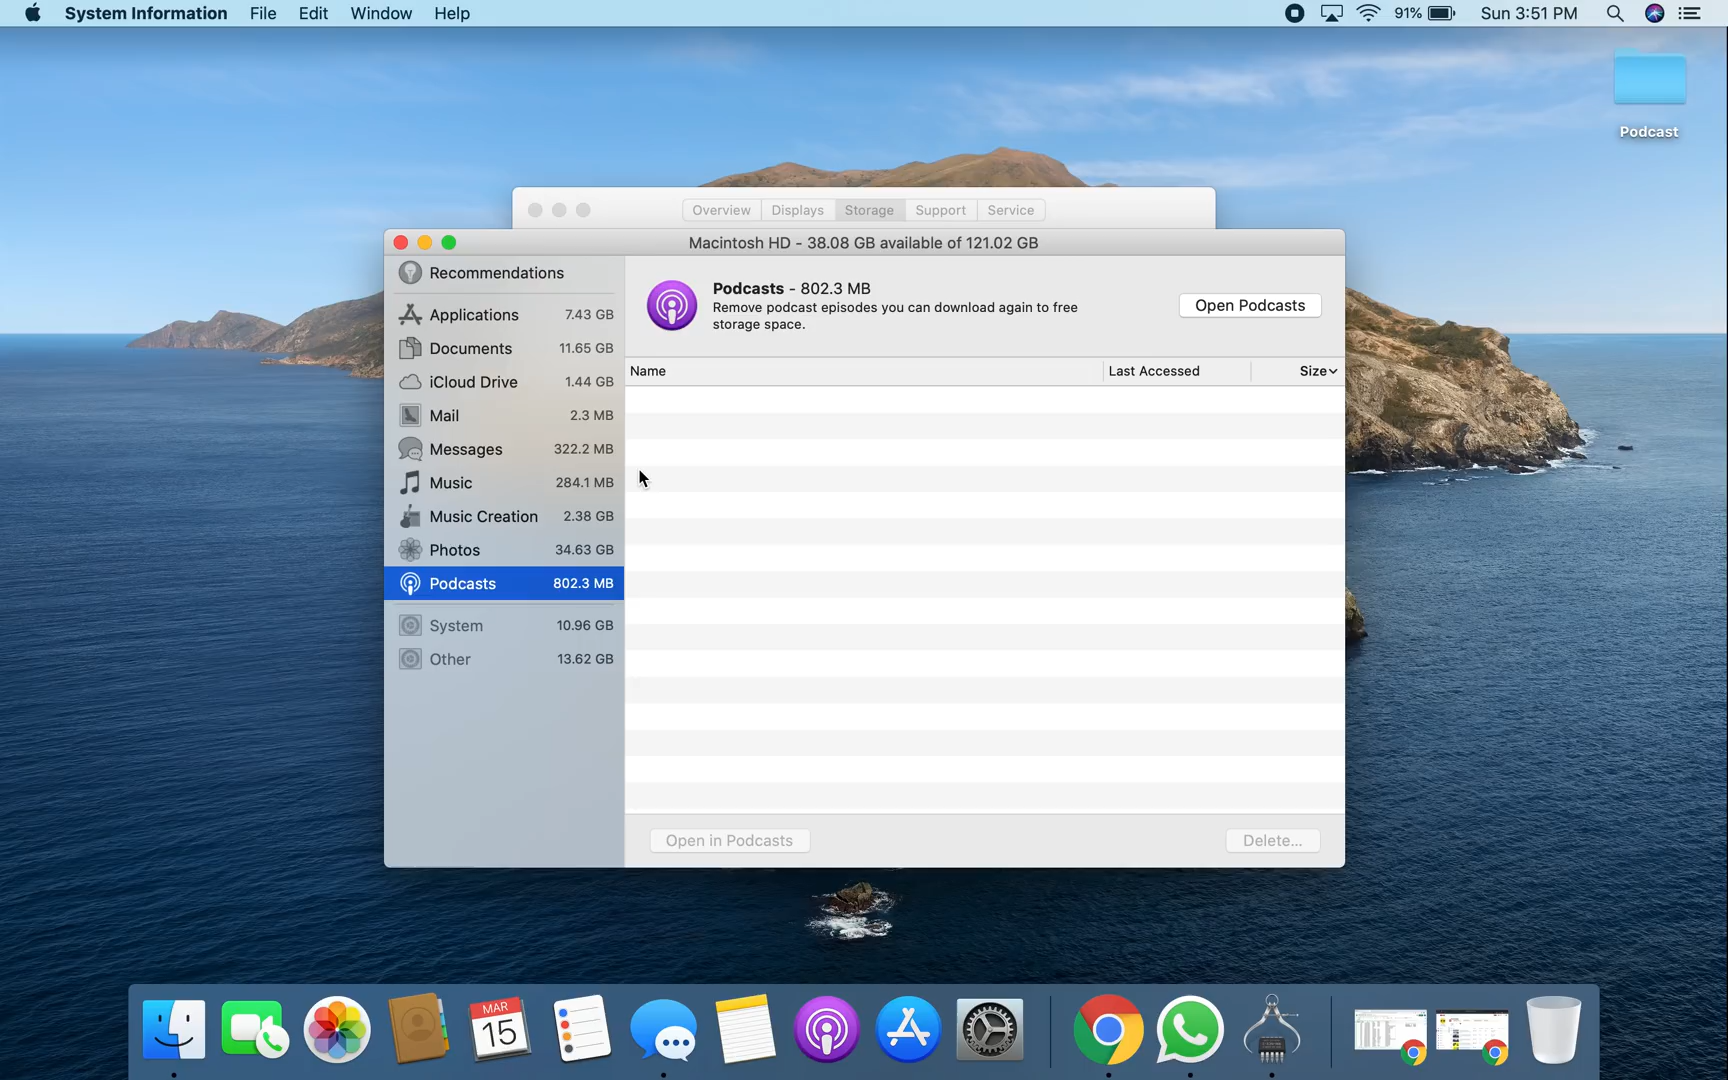 System Information File Edit Window Help
91% Sun 3:51 PM
Podcast
Overview Displays Storage Support Service
Macintosh HD - 38.08 GB available of 121.02 GB
Recommendations
Applications 7.43 GB
Documents 11.65 GB
iCloud Drive 1.44 GB
Mail 2.3 MB
Messages 322.2 MB
Music 284.1 MB
Music Creation 2.38 GB
Photos 34.63 GB
Podcasts 802.3 MB
System 10.96 GB
Other 13.62 GB
Podcasts - 802.3 MB
Remove podcast episodes you can download again to free
storage space.
Open Podcasts
Name Last Accessed Size
Open in Podcasts Delete...
MAR
15